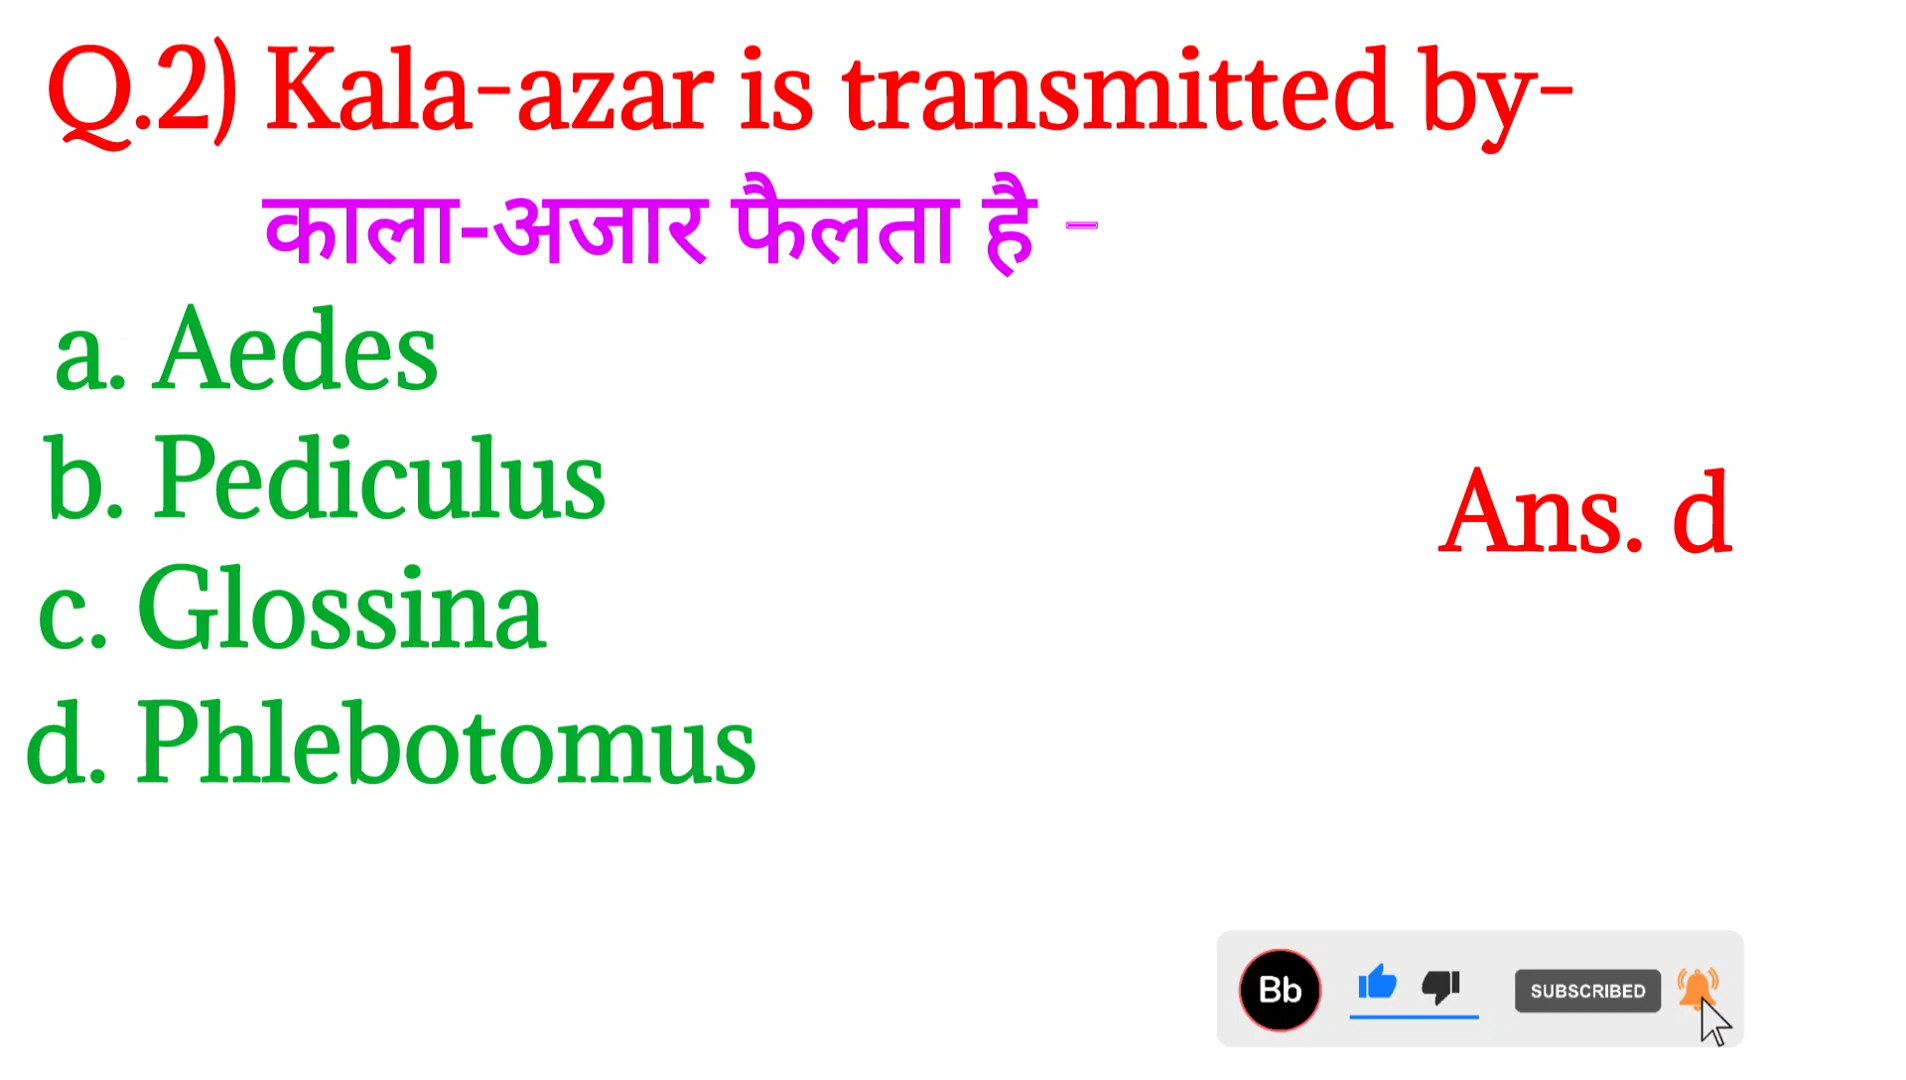 Q.2) Kala-azar is transmitted by-
काला-अजार फैलता है -
a. Aedes
b. Pediculus
c. Glossina
d. Phlebotomus
Ans. d
Bb
SUBSCRIBED